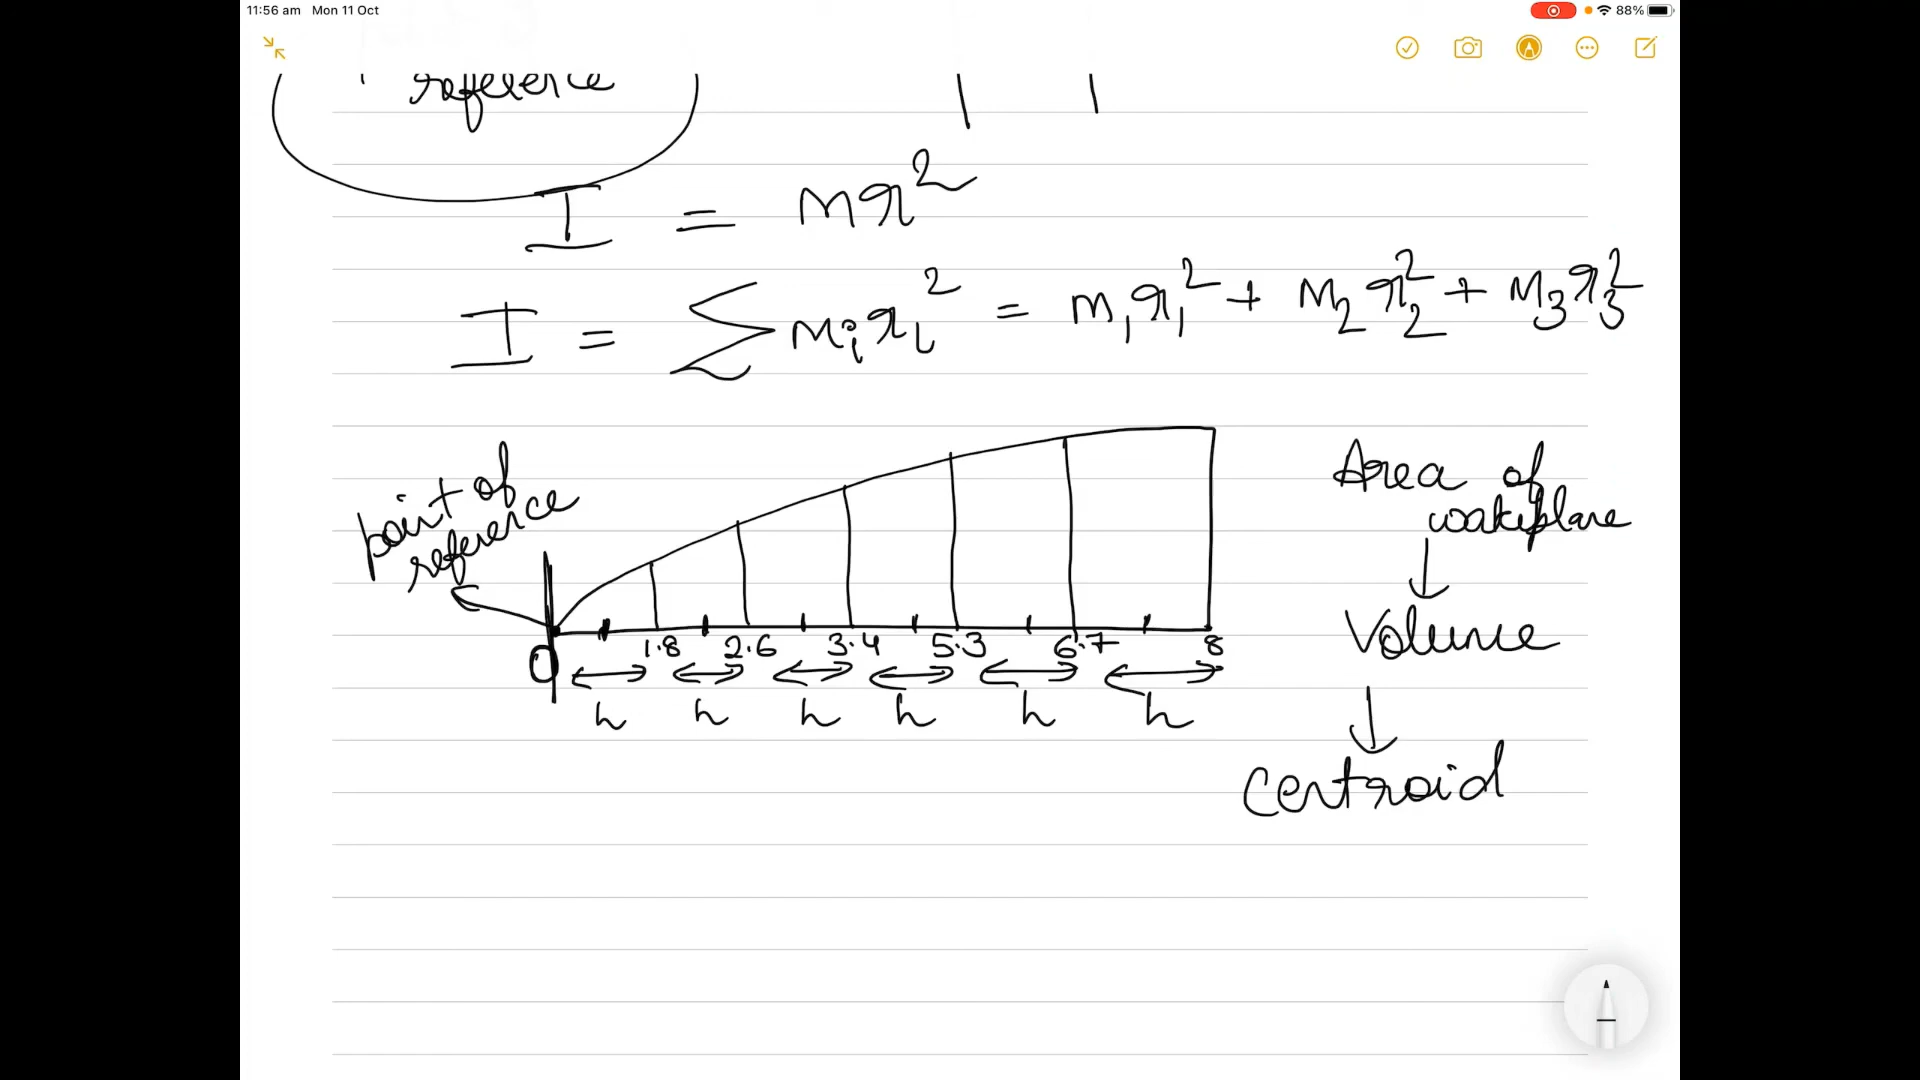 11:56 am Mon 11 Oct
88%
reference
I = mr²
I = Σ mᵢrᵢ² = m₁r₁² + m₂r₂² + m₃r₃²
point of
reference
Area of
waterplane
↓
Volume
↓
Centroid
0 1.8 2.6 3.4 5.3 6.7 8
h h h h h h